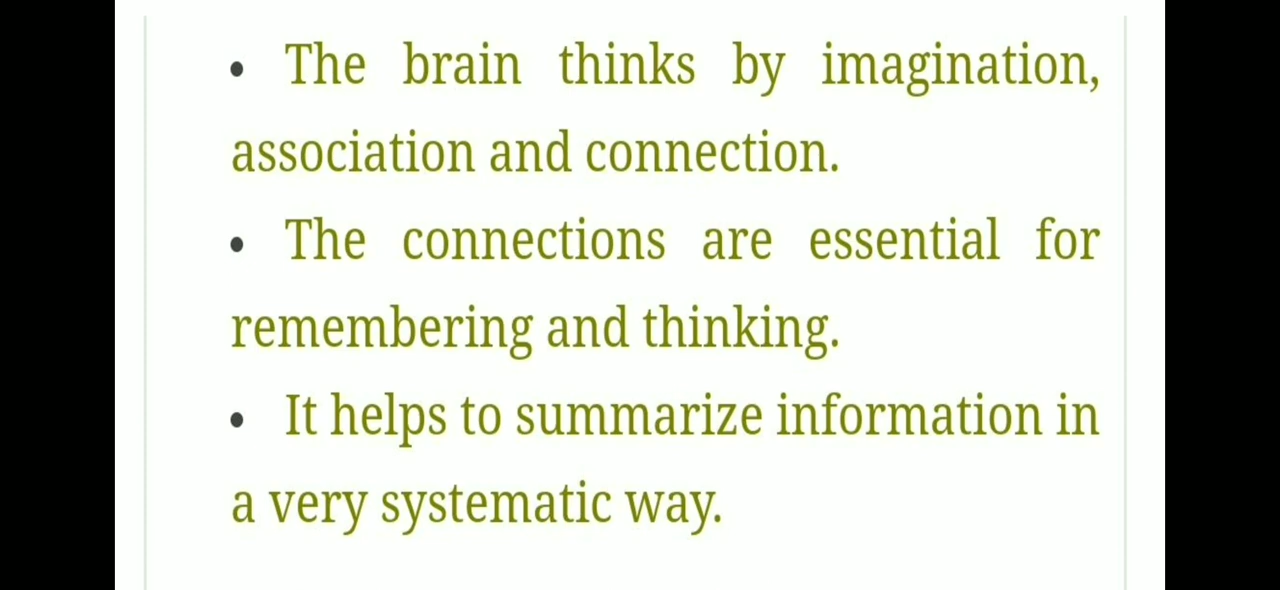 • The brain thinks by imagination,
association and connection.
• The connections are essential for
remembering and thinking.
• It helps to summarize information in
a very systematic way.